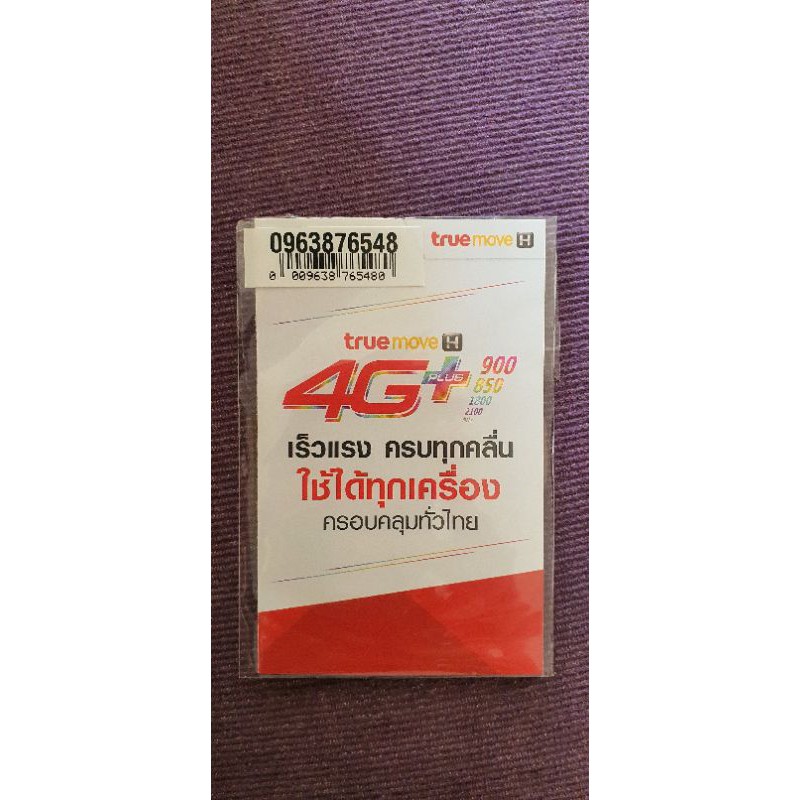 0963876548
0 009638 765480
truemove H
truemove H
4G+
PLUS
900
850
1800
2100
เร็วแรง ครบทุกคลื่น
ใช้ได้ทุกเครื่อง
ครอบคลุมทั่วไทย